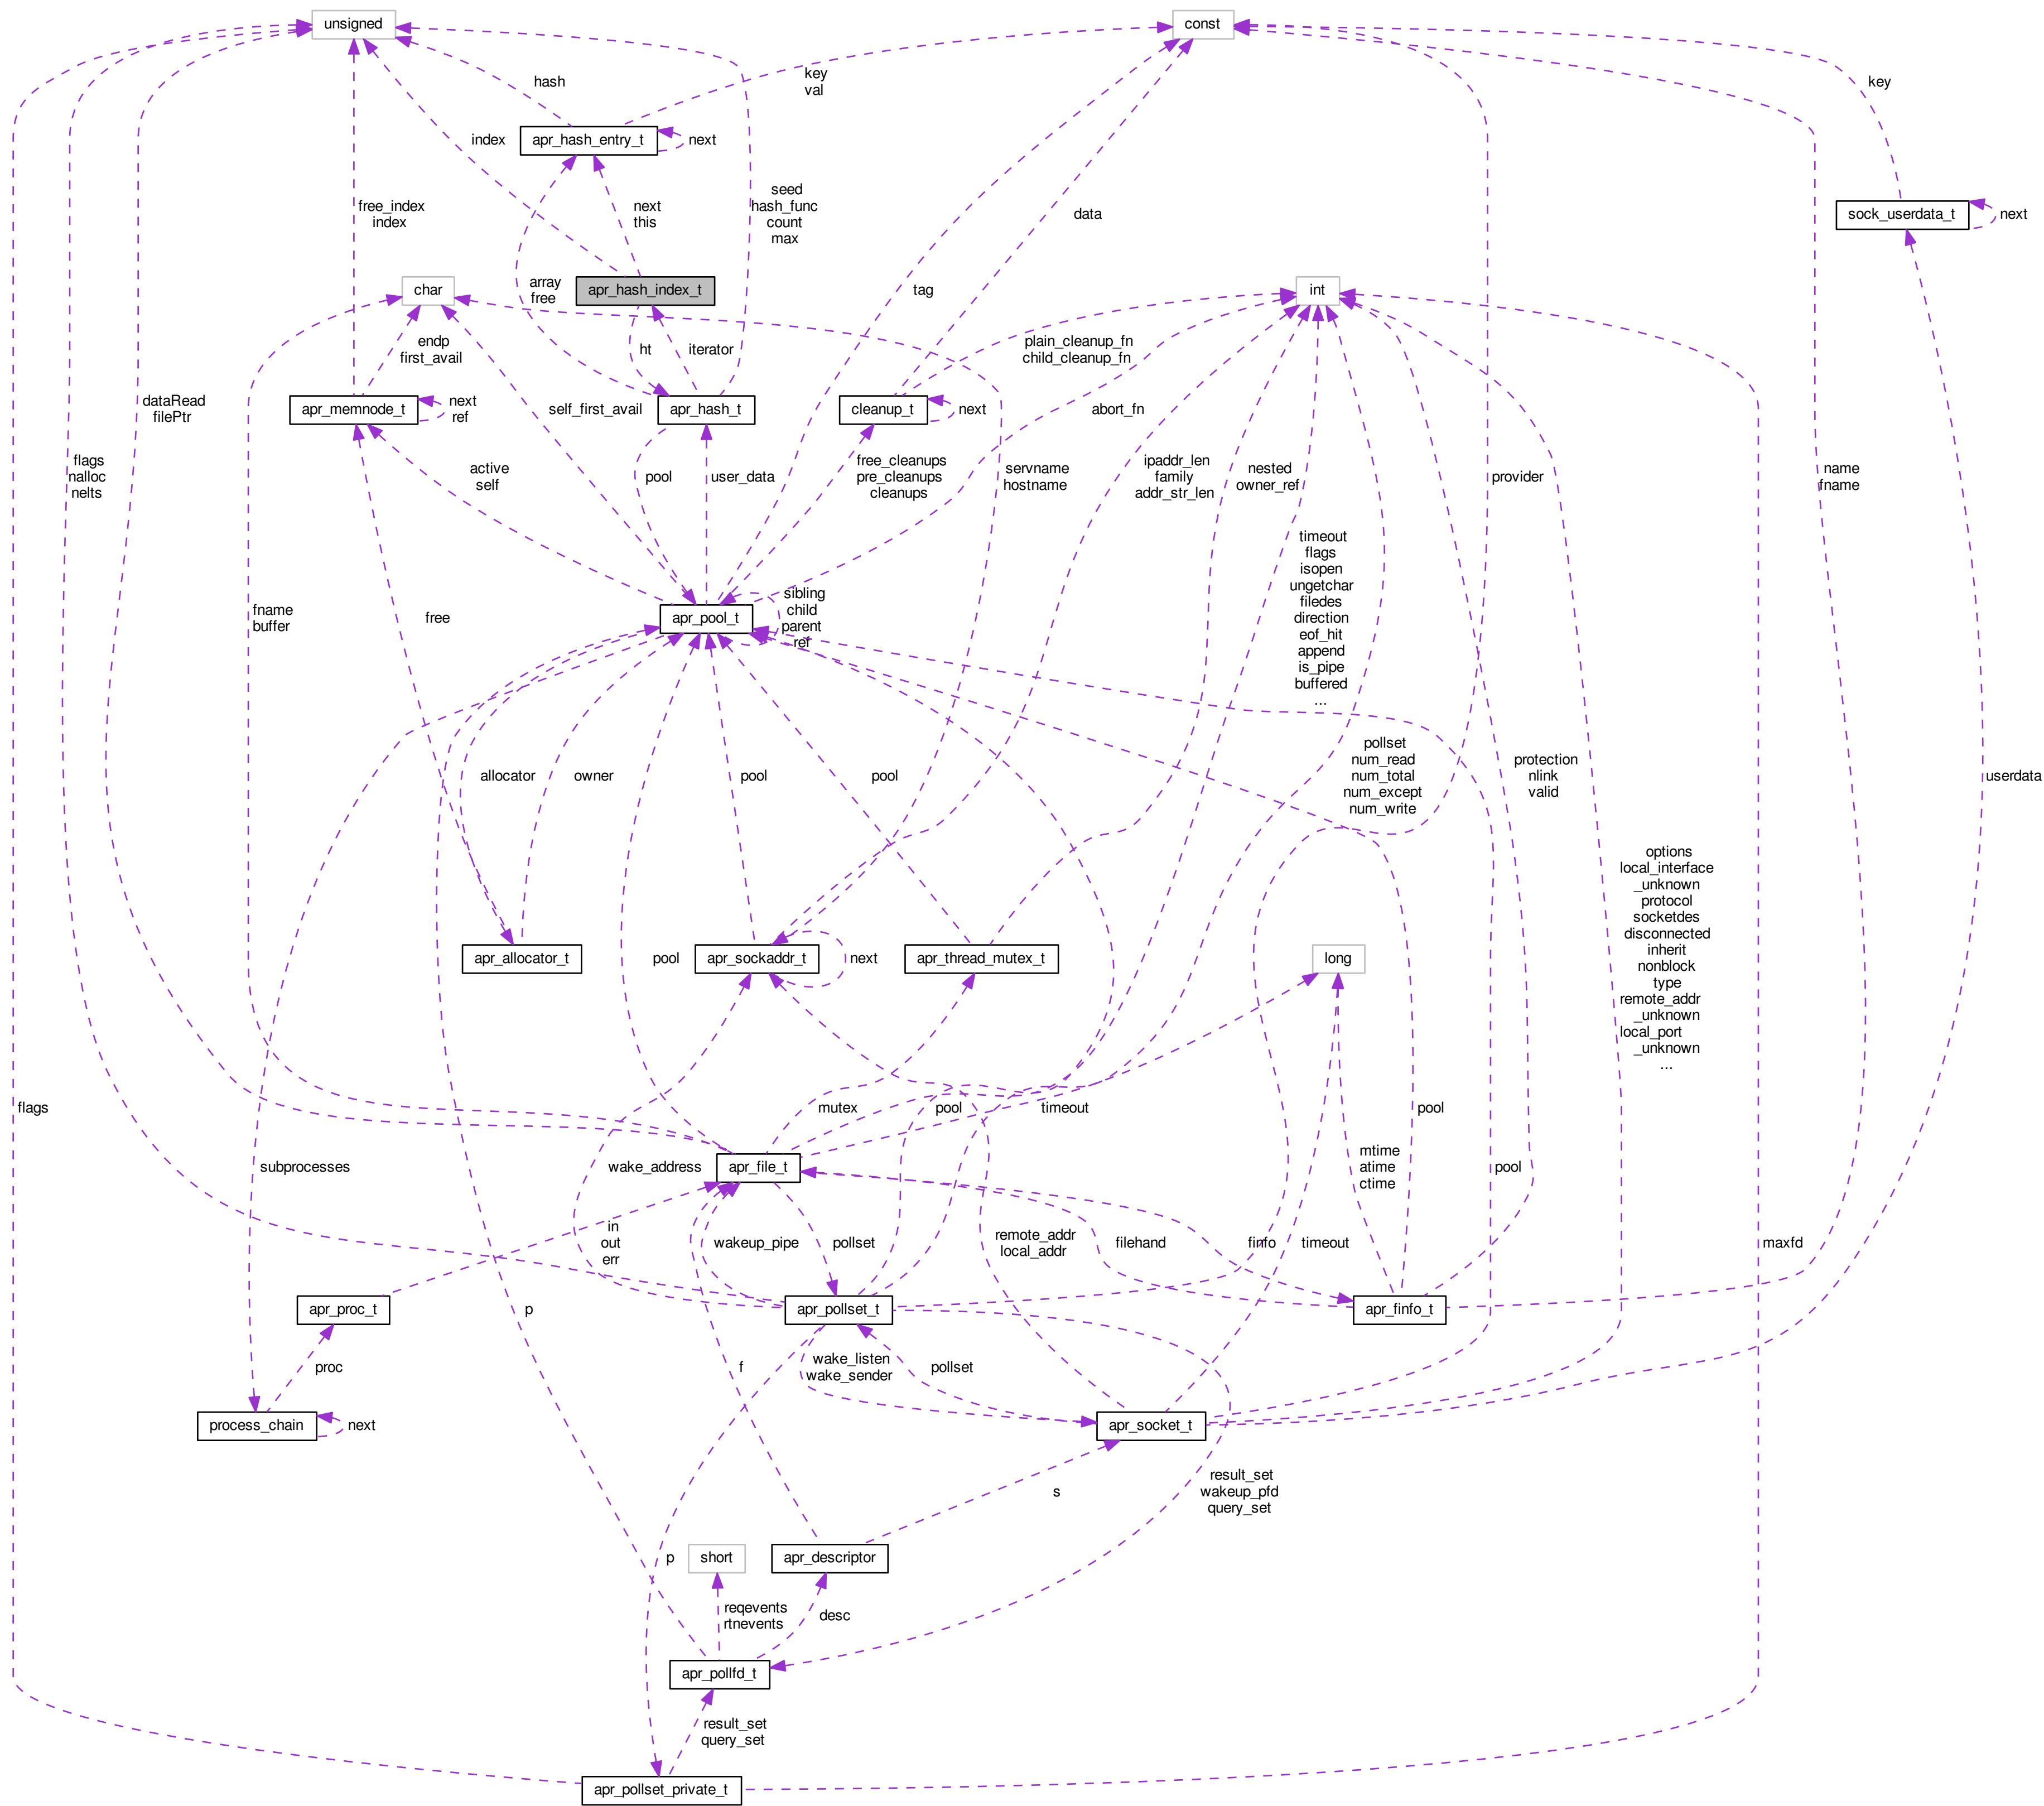 unsigned
const
hash
key
val
key
apr_hash_entry_t
next
index
free_index
index
next
this
seed
hash_func
count
max
data
sock_userdata_t
next
array
free
tag
char
apr_hash_index_t
int
endp
first_avail
ht
iterator
plain_cleanup_fn
child_cleanup_fn
dataRead
filePtr
apr_memnode_t
next
ref
self_first_avail
apr_hash_t
cleanup_t
next
abort_fn
flags
nalloc
nelts
active
self
pool
user_data
free_cleanups
pre_cleanups
cleanups
servname
hostname
ipaddr_len
family
addr_str_len
nested
owner_ref
provider
name
fname
timeout
flags
isopen
ungetchar
filedes
direction
eof_hit
append
is_pipe
buffered
...
fname
buffer
free
apr_pool_t
sibling
child
parent
ref
allocator
owner
pool
pool
pollset
num_read
num_total
num_except
num_write
protection
nlink
valid
userdata
options
local_interface
_unknown
protocol
socketdes
disconnected
inherit
nonblock
type
remote_addr
_unknown
local_port
_unknown
...
apr_allocator_t
pool
apr_sockaddr_t
next
apr_thread_mutex_t
long
flags
mutex
pool
timeout
pool
subprocesses
wake_address
apr_file_t
mtime
atime
ctime
pool
in
out
err
wakeup_pipe
pollset
remote_addr
local_addr
filehand
finfo
timeout
maxfd
apr_proc_t
p
apr_pollset_t
apr_finfo_t
proc
f
wake_listen
wake_sender
pollset
process_chain
next
apr_socket_t
s
result_set
wakeup_pfd
query_set
p
short
apr_descriptor
reqevents
rtnevents
desc
apr_pollfd_t
result_set
query_set
apr_pollset_private_t